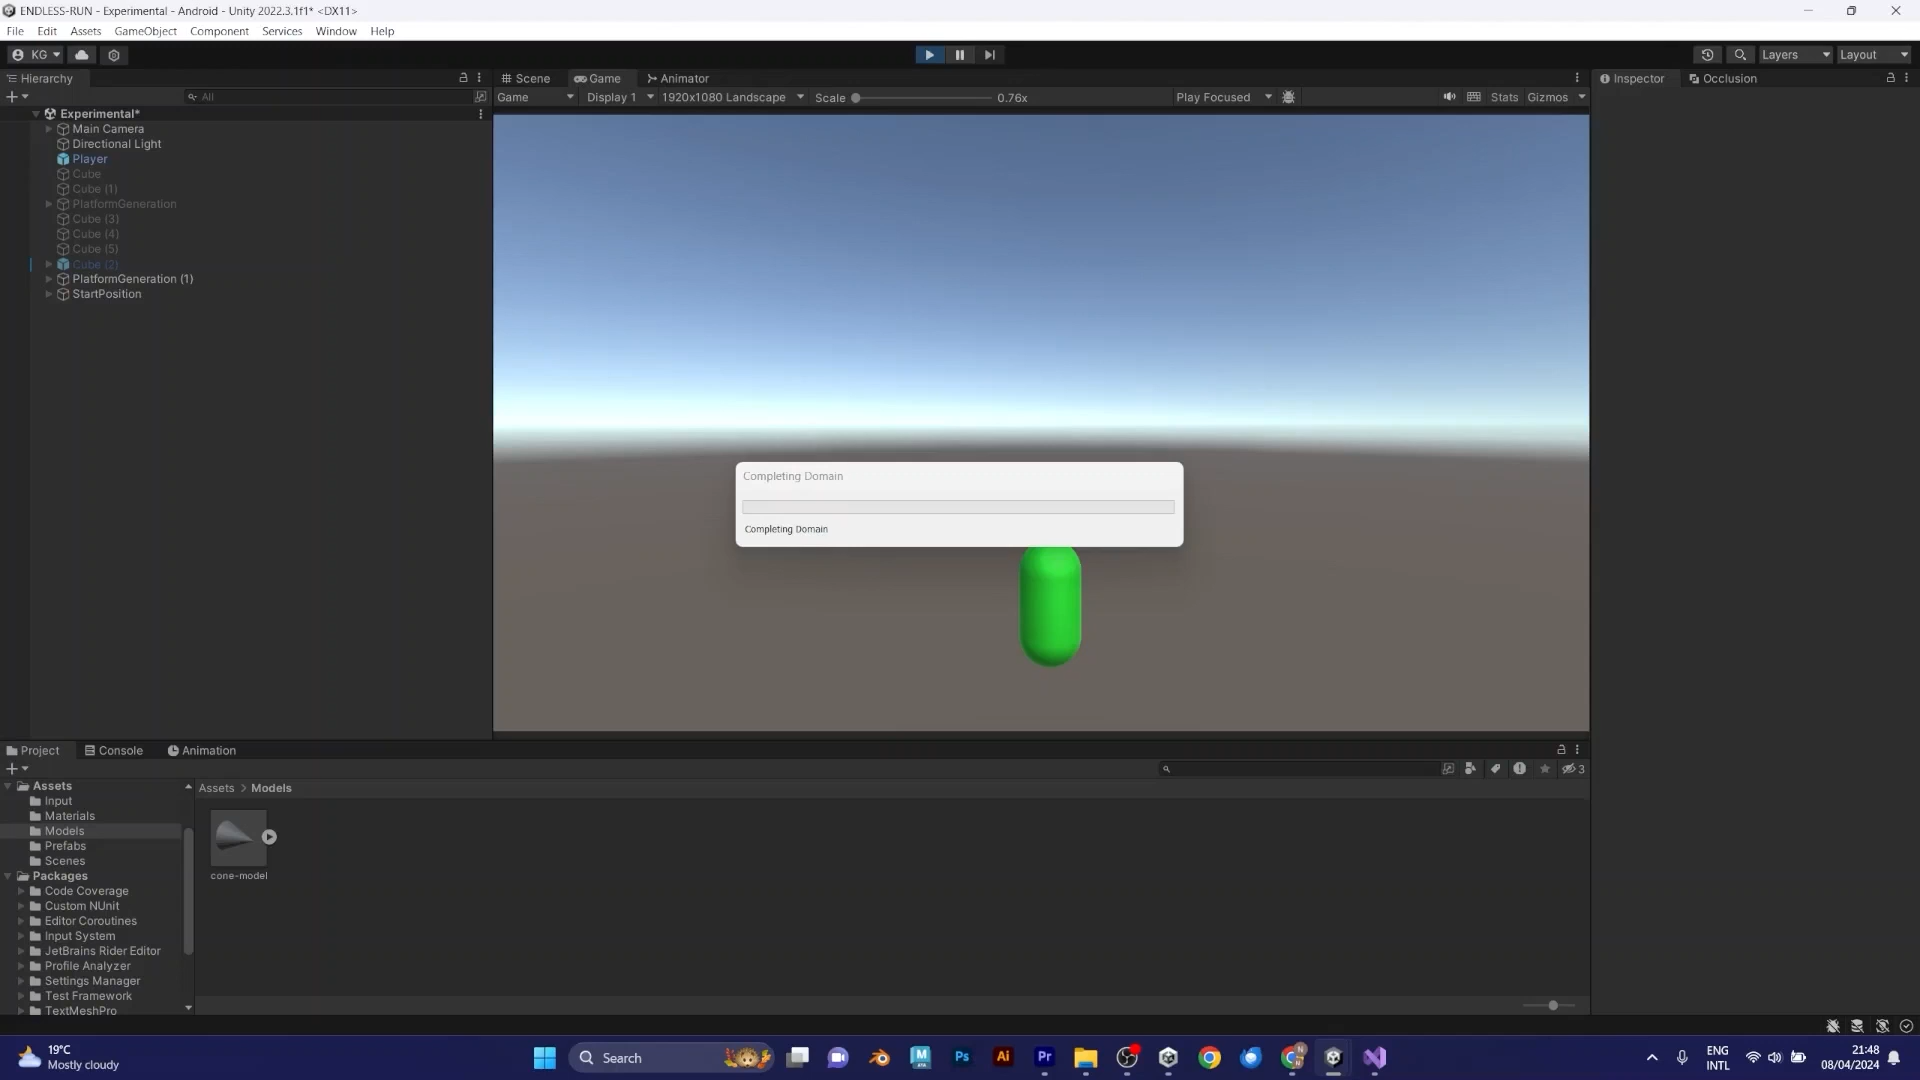 ENDLESS-RUN - Experimental - Android - Unity 2022.3.1f1* <DX11>
File Edit Assets GameObject Component Services Window Help
KG Layers Layout
Hierarchy Scene Game Animator Inspector Occlusion
All Game Display 1 1920x1080 Landscape Scale 0.76x Play Focused Stats Gizmos
Experimental*
Main Camera
Directional Light
Player
Cube
Cube (1)
PlatformGeneration
Cube (3)
Cube (4)
Cube (5)
Cube (2)
PlatformGeneration (1)
StartPosition
Completing Domain
Completing Domain
Project Console Animation
3
Assets
Input
Materials
Models
Prefabs
Scenes
Packages
Code Coverage
Custom NUnit
Editor Coroutines
Input System
JetBrains Rider Editor
Profile Analyzer
Settings Manager
Test Framework
TextMeshPro
Assets > Models
cone-model
19°C
Mostly cloudy
Search
M
Ps
Ai
Pr
ENG
INTL
21:48
08/04/2024